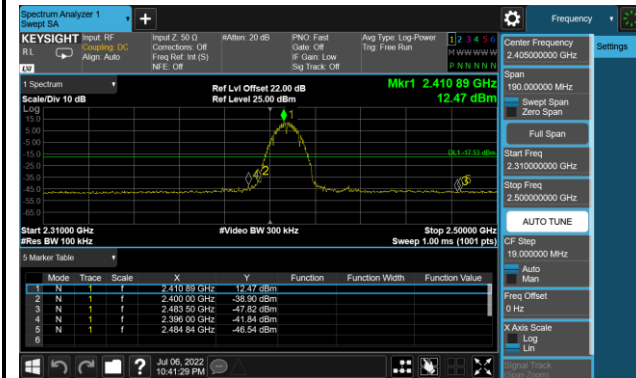 Spectrum Analyzer 1
Swept SA
+
Frequency
KEYSIGHT
RL
LXI
Input: RF
Coupling: DC
Align: Auto
Input Z: 50 Ω
Corrections: Off
Freq Ref: Int (S)
NFE: Off
#Atten: 20 dB
PNO: Fast
Gate: Off
IF Gain: Low
Sig Track: Off
Avg Type: Log-Power
Trig: Free Run
1 2 3 4 5 6
M W W W W W
P N N N N N
1 Spectrum
Scale/Div 10 dB
Log
Ref Lvl Offset 22.00 dB
Ref Level 25.00 dBm
Mkr1 2.410 89 GHz
12.47 dBm
15.0
5.00
-5.00
-15.0
-25.0
-35.0
-45.0
-55.0
-65.0
1
DL1 -17.53 dBm
4 2
5
Start 2.31000 GHz
#Res BW 100 kHz
#Video BW 300 kHz
Stop 2.50000 GHz
Sweep 1.00 ms (1001 pts)
5 Marker Table
Mode Trace Scale X Y Function Function Width Function Value
1 N 1 f 2.410 89 GHz 12.47 dBm
2 N 1 f 2.400 00 GHz -38.90 dBm
3 N 1 f 2.483 50 GHz -47.82 dBm
4 N 1 f 2.396 00 GHz -41.84 dBm
5 N 1 f 2.484 84 GHz -46.54 dBm
6
Jul 06, 2022
10:41:29 PM
?
Center Frequency
2.405000000 GHz
Settings
Span
190.000000 MHz
Swept Span
Zero Span
Full Span
Start Freq
2.310000000 GHz
Stop Freq
2.500000000 GHz
AUTO TUNE
CF Step
19.000000 MHz
Auto
Man
Freq Offset
0 Hz
X Axis Scale
Log
Lin
Signal Track
(Span Zoom)